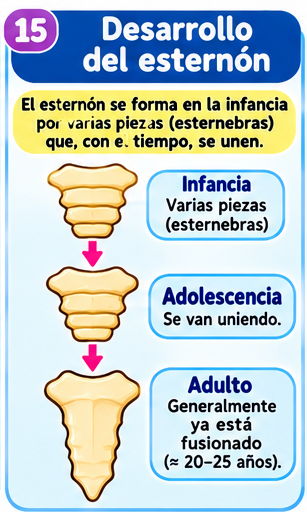 15
Desarrollo
del esternón
El esternón se forma en la infancia
por varias piezas (esternebras)
que, con el tiempo, se unen.
Infancia
Varias piezas
(esternebras)
Adolescencia
Se van uniendo.
Adulto
Generalmente
ya está
fusionado
(≈ 20–25 años).